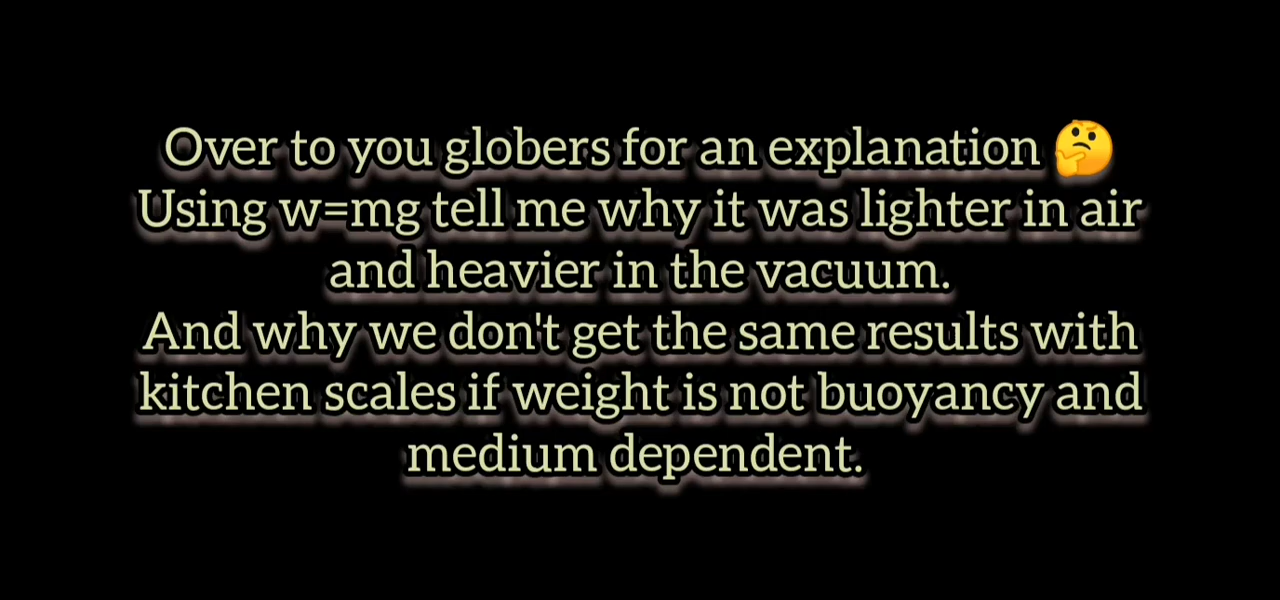 Over to you globers for an explanation 🤔
Using w=mg tell me why it was lighter in air
and heavier in the vacuum.
And why we don't get the same results with
kitchen scales if weight is not buoyancy and
medium dependent.